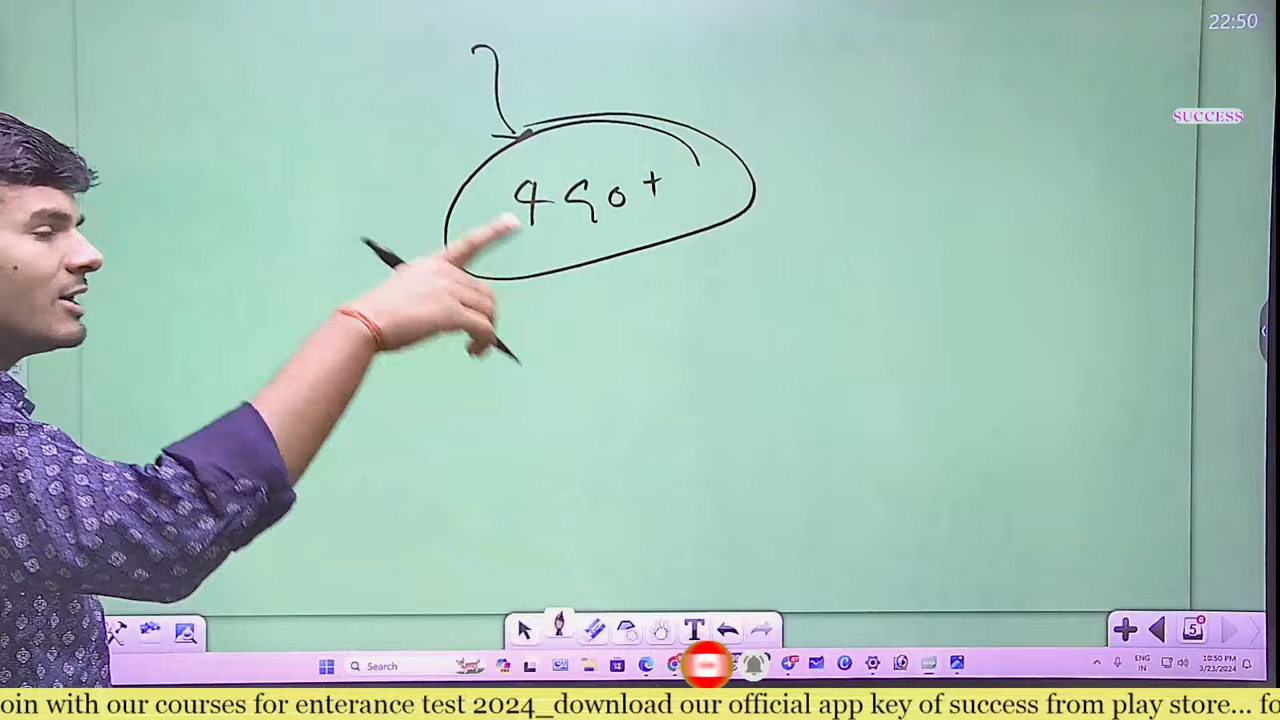 22:50
SUCCESS
490+
Search
ENG
IN
10:50 PM
3/23/2024
5
T
oin with our courses for enterance test 2024_download our official app key of success from play store... fo